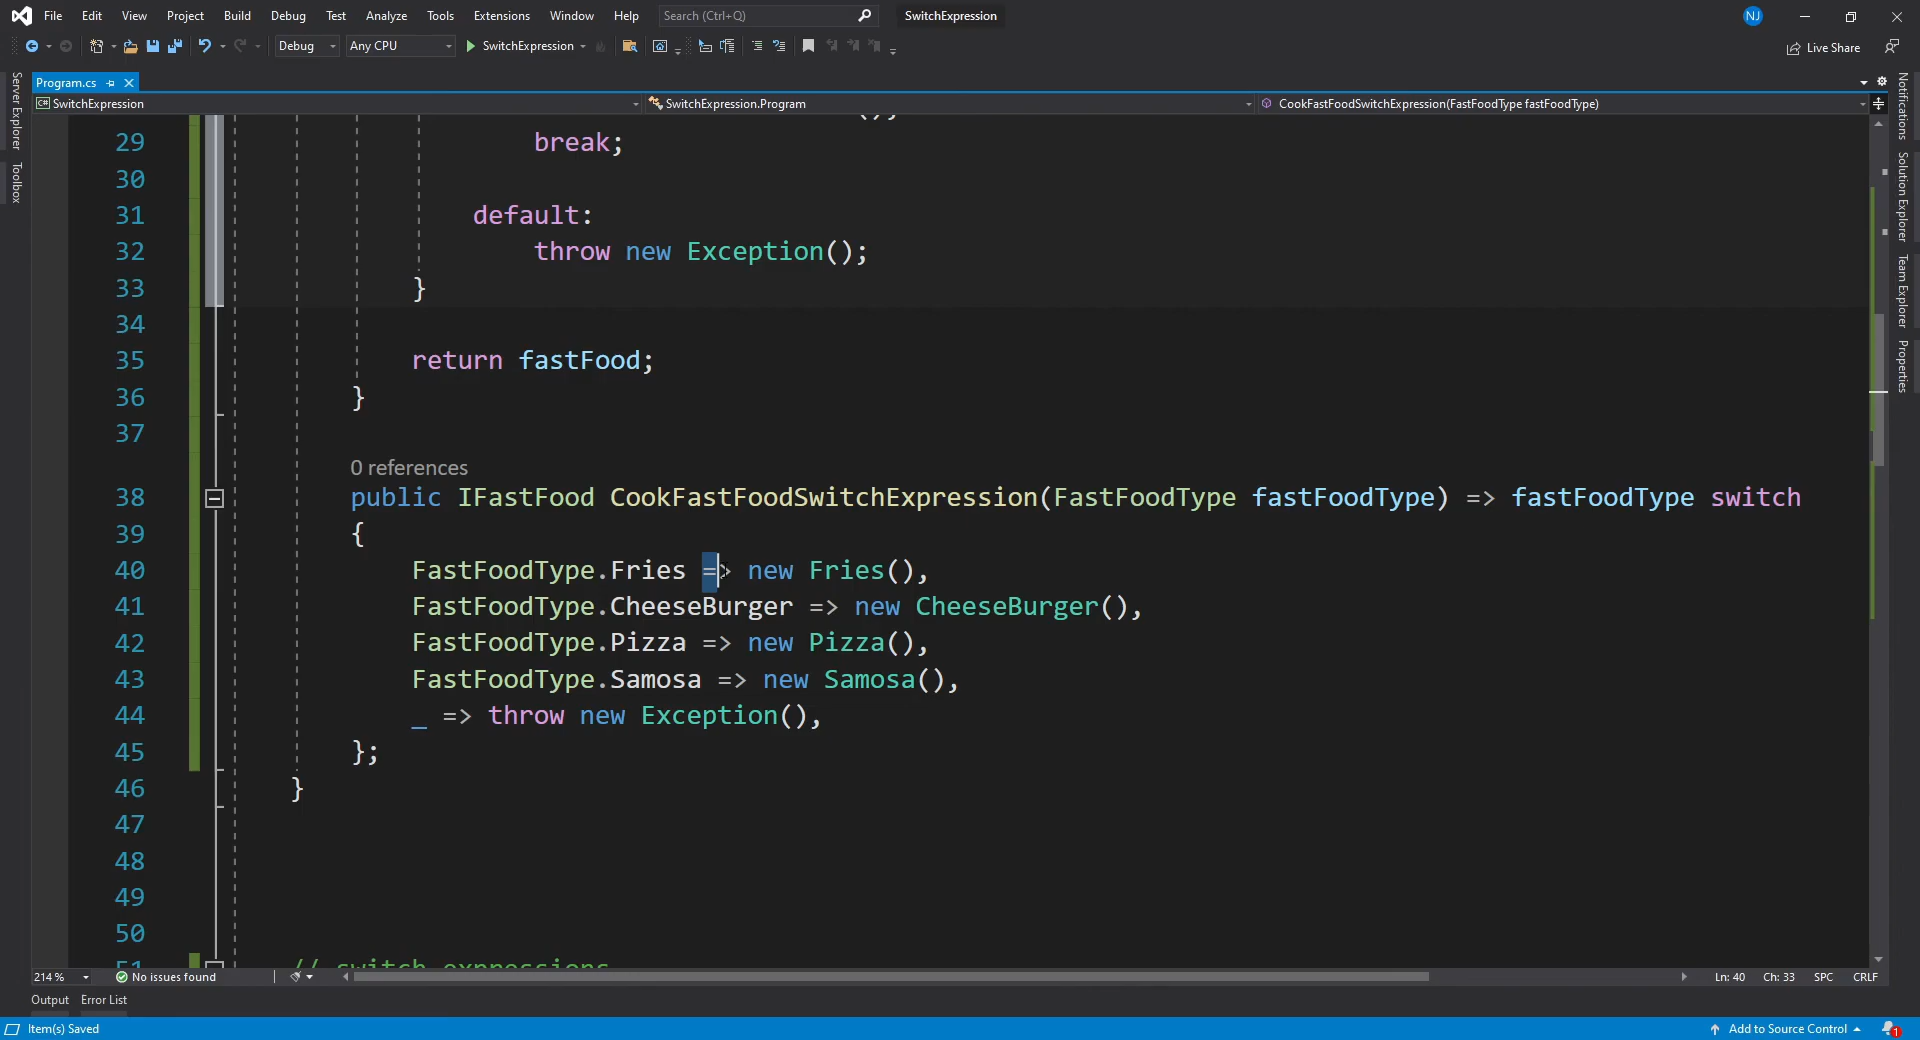 File Edit View Project Build Debug Test Analyze Tools Extensions Window Help Search (Ctrl+Q) SwitchExpression NJ
Debug Any CPU SwitchExpression Live Share
Program.cs
SwitchExpression SwitchExpression.Program CookFastFoodSwitchExpression(FastFoodType fastFoodType)
Server Explorer
Toolbox
Notifications
Solution Explorer
Team Explorer
Properties
29 break;
30
31 default:
32 throw new Exception();
33 }
34
35 return fastFood;
36 }
37
0 references
38 public IFastFood CookFastFoodSwitchExpression(FastFoodType fastFoodType) => fastFoodType switch
39 {
40 FastFoodType.Fries => new Fries(),
41 FastFoodType.CheeseBurger => new CheeseBurger(),
42 FastFoodType.Pizza => new Pizza(),
43 FastFoodType.Samosa => new Samosa(),
44 _ => throw new Exception(),
45 };
46 }
47
48
49
50
51 // switch expressions
214 % No issues found Ln: 40 Ch: 33 SPC CRLF
Output Error List
Item(s) Saved Add to Source Control 1